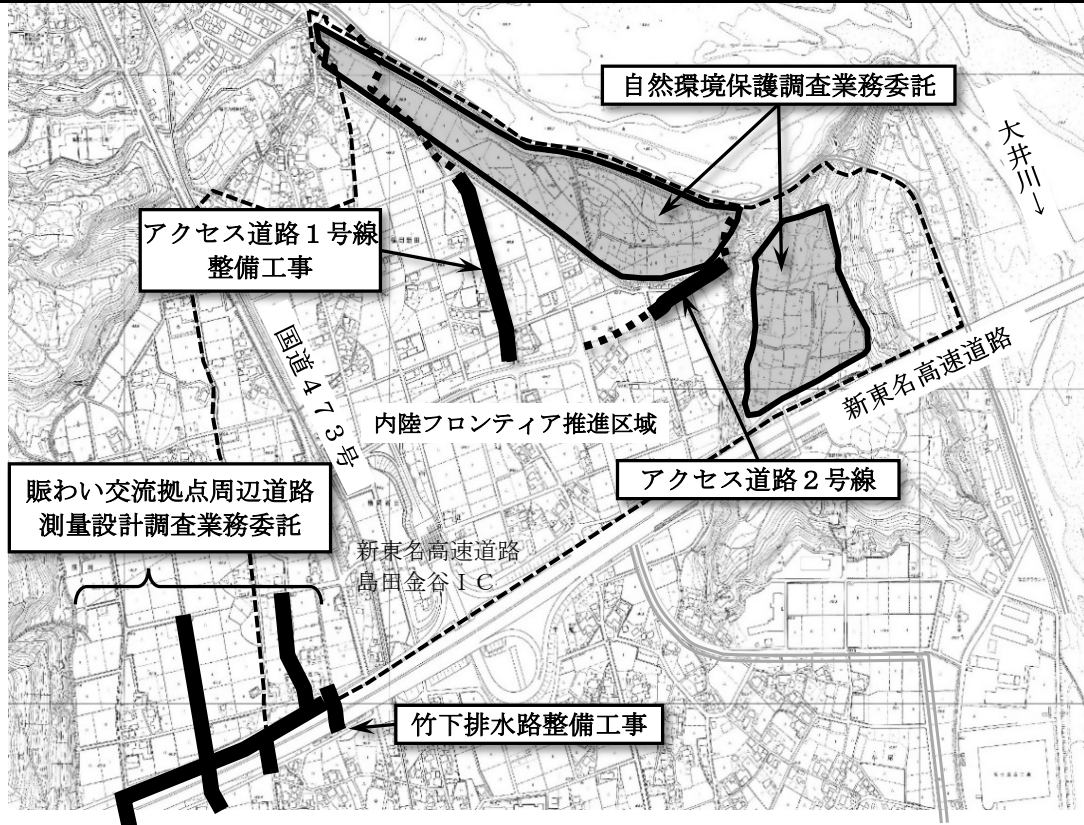 自然環境保護調査業務委託
大井川↓
アクセス道路１号線
整備工事
国道４７３号
新東名高速道路
内陸フロンティア推進区域
アクセス道路２号線
賑わい交流拠点周辺道路
測量設計調査業務委託
新東名高速道路
島田金谷ＩＣ
竹下排水路整備工事